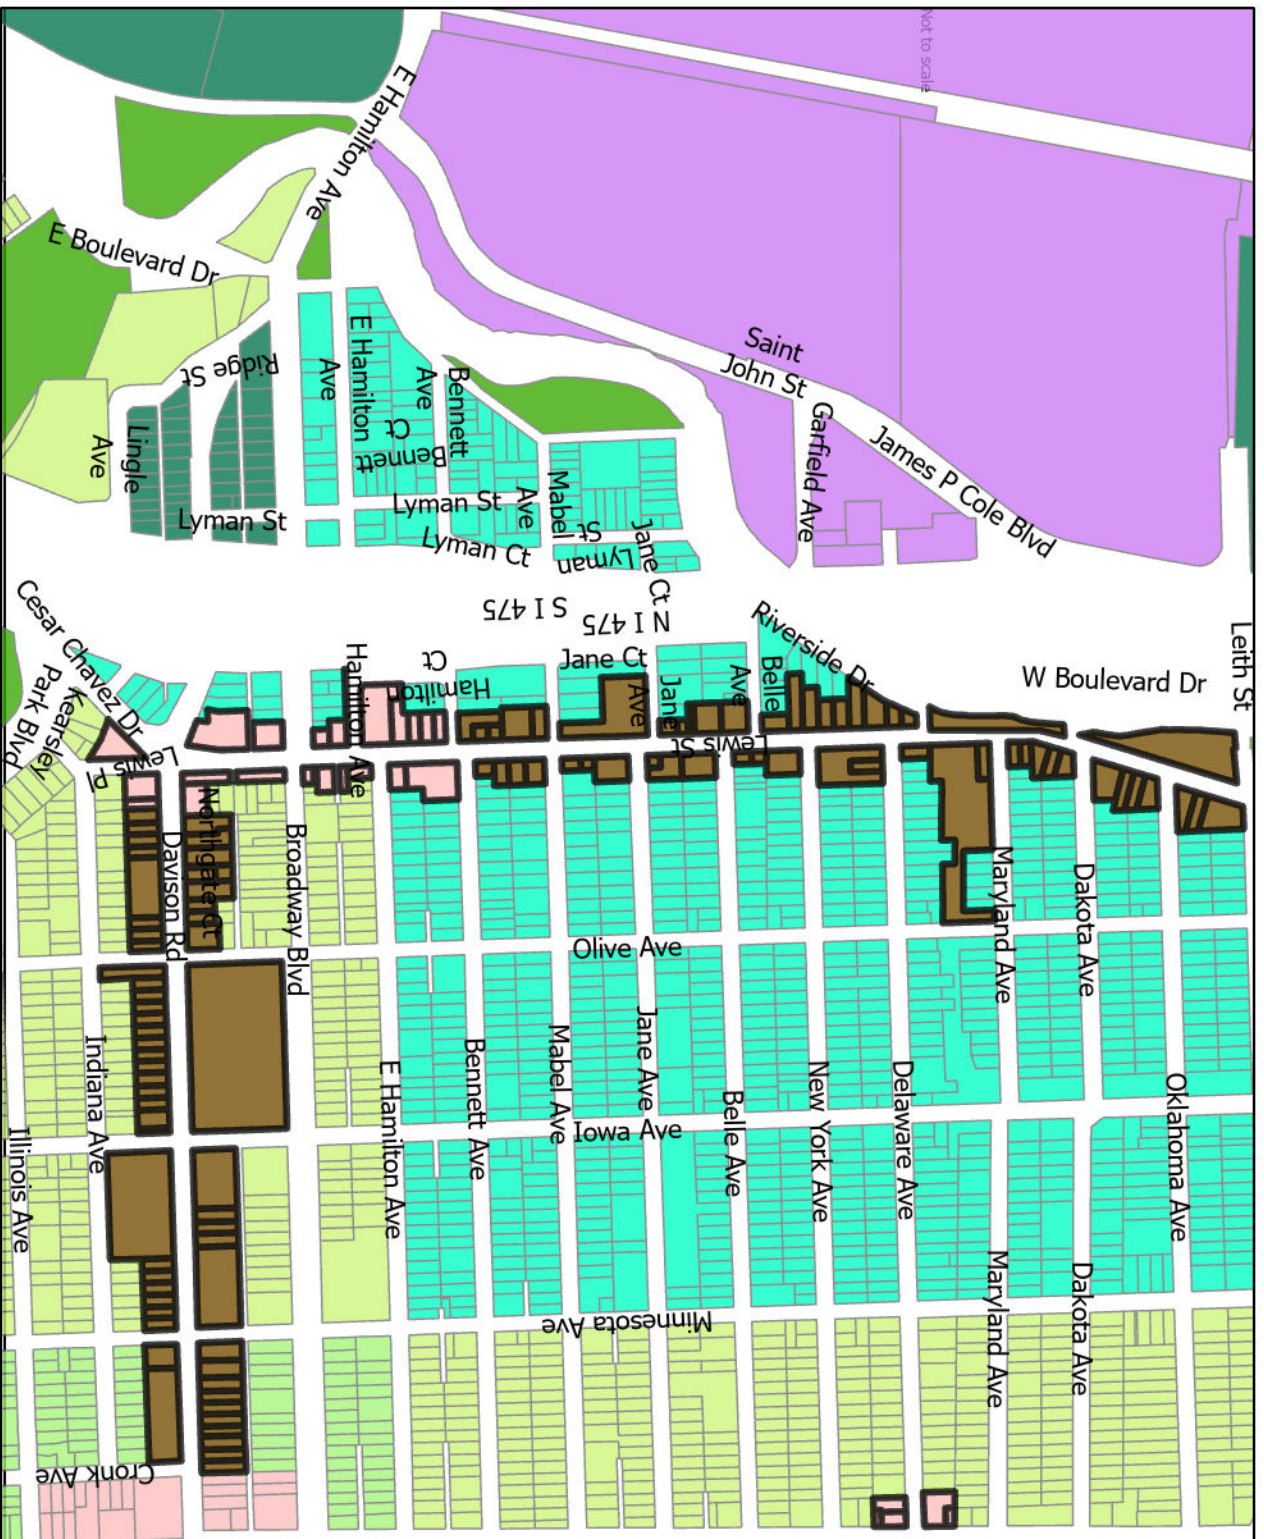 Not to scale
E Hamilton Ave
E Boulevard Dr
Ridge St
Ave
E Hamilton
Ave
Bennett
Ct
Bennett
Saint
John St
Garfield Ave
James P Cole Blvd
Lingle
Ave
Lyman St
Lyman St
Ave
Mabel
St
Lyman
Lyman Ct
Jane Ct
S I 475
N I 475
Cesar Chavez Dr
Riverside Dr
Leith St
W Boulevard Dr
Park Blvd
Kearsley
Hamilton Ave
Ct
Hamilton
Jane Ct
Ave
Jane
Ave
Belle
Lewis St
Lewis
Pl
Northgate Ct
Davison Rd
Broadway Blvd
Maryland Ave
Dakota Ave
Olive Ave
Indiana Ave
Illinois Ave
E Hamilton Ave
Bennett Ave
Mabel Ave
Jane Ave
Iowa Ave
Belle Ave
New York Ave
Delaware Ave
Oklahoma Ave
Minnesota Ave
Maryland Ave
Dakota Ave
Cronk Ave